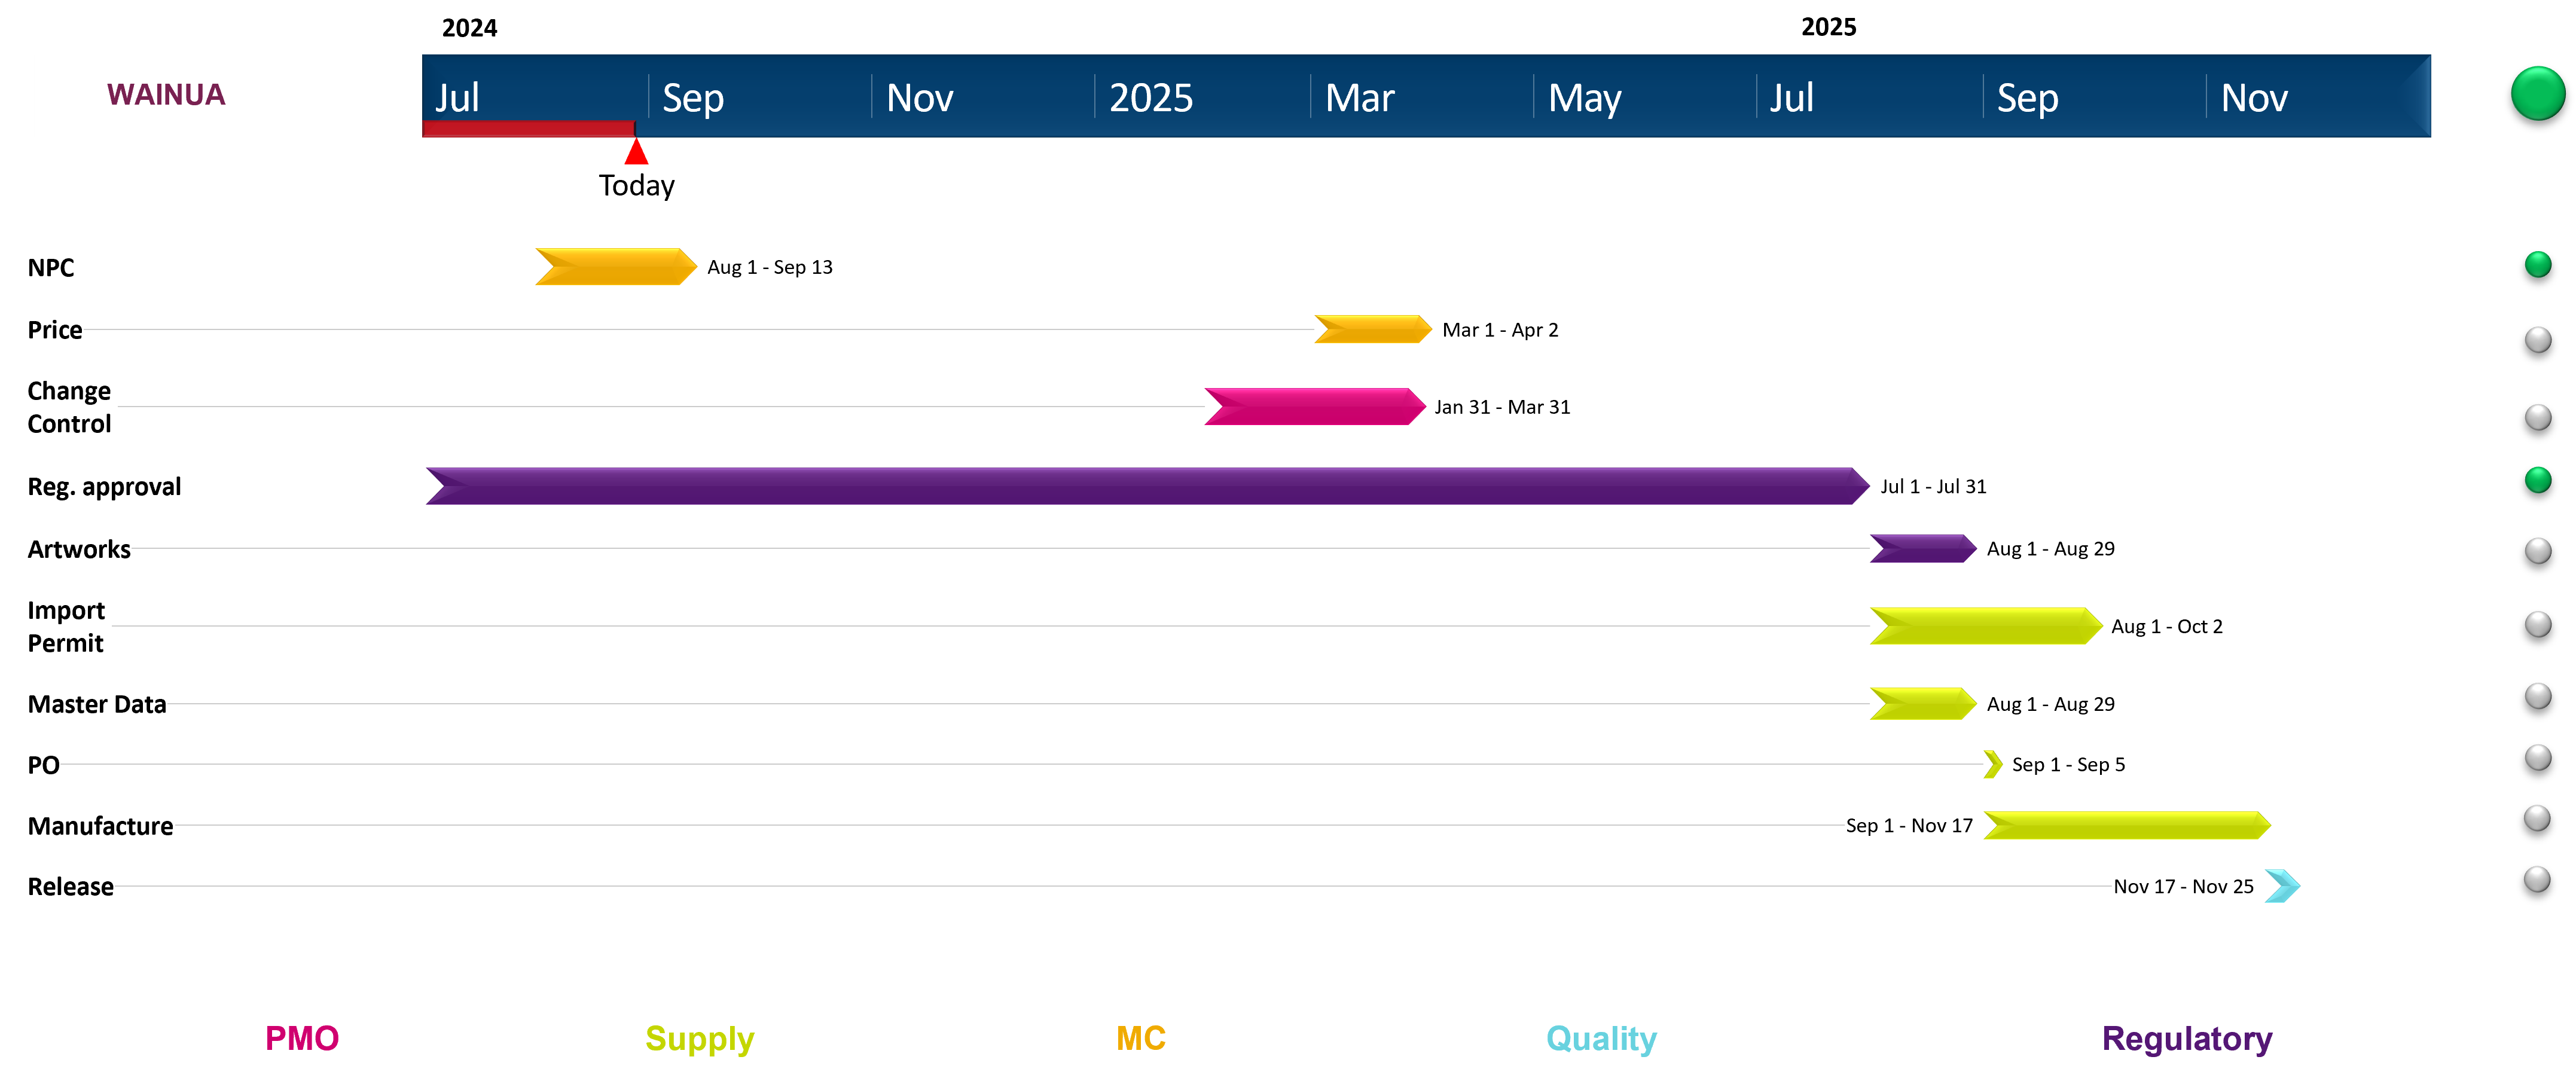 2024
2025
WAINUA
Jul
Sep
Nov
2025
Mar
May
Jul
Sep
Nov
Today
NPC
Aug 1 - Sep 13
Price
Mar 1 - Apr 2
Change
Control
Jan 31 - Mar 31
Reg. approval
Jul 1 - Jul 31
Artworks
Aug 1 - Aug 29
Import
Permit
Aug 1 - Oct 2
Master Data
Aug 1 - Aug 29
PO
Sep 1 - Sep 5
Manufacture
Sep 1 - Nov 17
Release
Nov 17 - Nov 25
PMO
Supply
MC
Quality
Regulatory